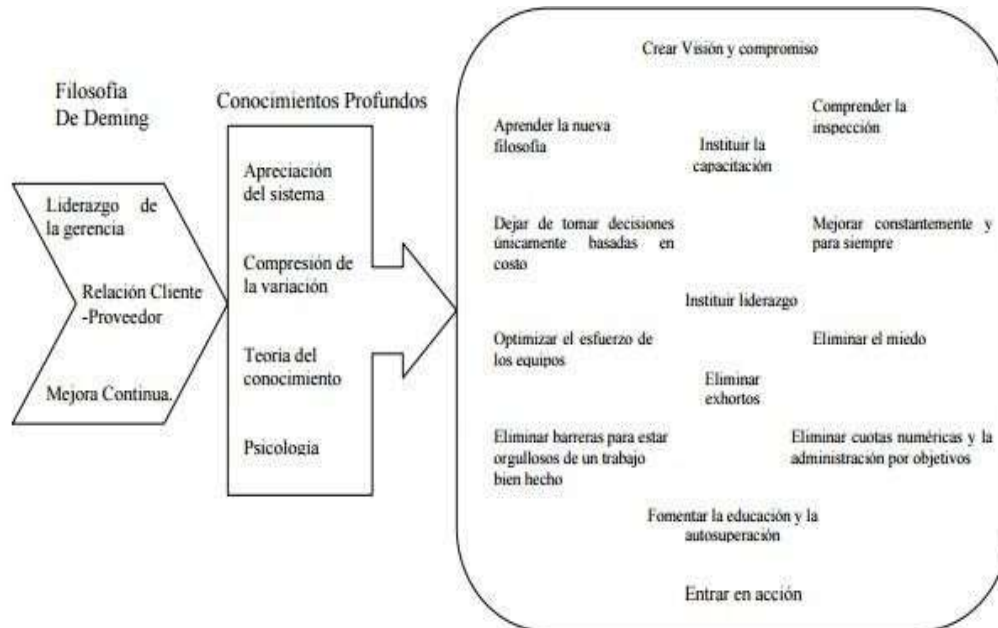 Filosofía
De Deming
Liderazgo de
la gerencia
Relación Cliente
-Proveedor
Mejora Continua.
Conocimientos Profundos
Apreciación
del sistema
Compresión de
la variación
Teoría del
conocimiento
Psicología
Crear Visión y compromiso
Aprender la nueva
filosofía
Instituir la
capacitación
Comprender la
inspección
Dejar de tomar decisiones
únicamente basadas en
costo
Mejorar constantemente y
para siempre
Instituir liderazgo
Optimizar el esfuerzo de
los equipos
Eliminar el miedo
Eliminar
exhortos
Eliminar barreras para estar
orgullosos de un trabajo
bien hecho
Eliminar cuotas numéricas y la
administración por objetivos
Fomentar la educación y la
autosuperación
Entrar en acción